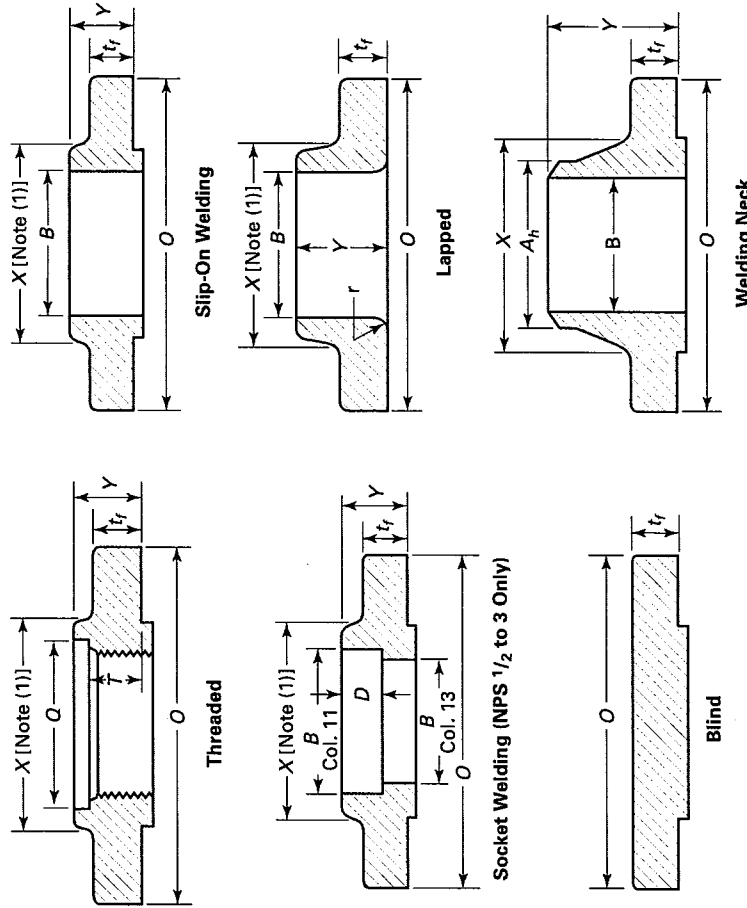 X [Note (1)]
Q
Y
t_f
T
O
Threaded
X [Note (1)]
B
Y
t_f
O
Slip-On Welding
X [Note (1)]
B
Col. 11
D
Y
t_f
B
Col. 13
O
Socket Welding (NPS 1/2 to 3 Only)
X [Note (1)]
B
Y
t_f
r
O
Lapped
O
t_f
Blind
X
A_h
B
Y
t_f
O
Welding Neck